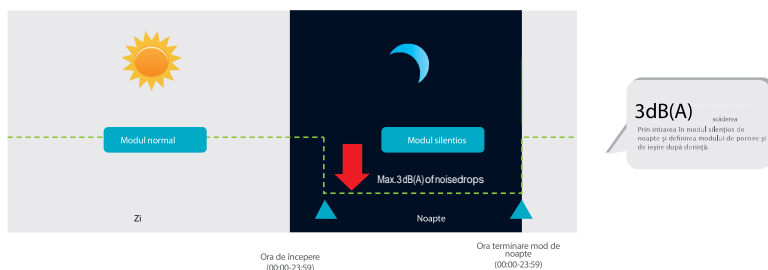 Modul normal
Modul silentios
Max.3dB(A)ofnoisedrops
Zi
Noapte
Ora de începere
(00:00-23:59)
Ora terminare mod de
noapte
(00:00-23:59)
3dB(A)
scăderea
Prin intrarea în modul silențios de
noapte și definirea modului de pornire și
de ieșire după dorință.